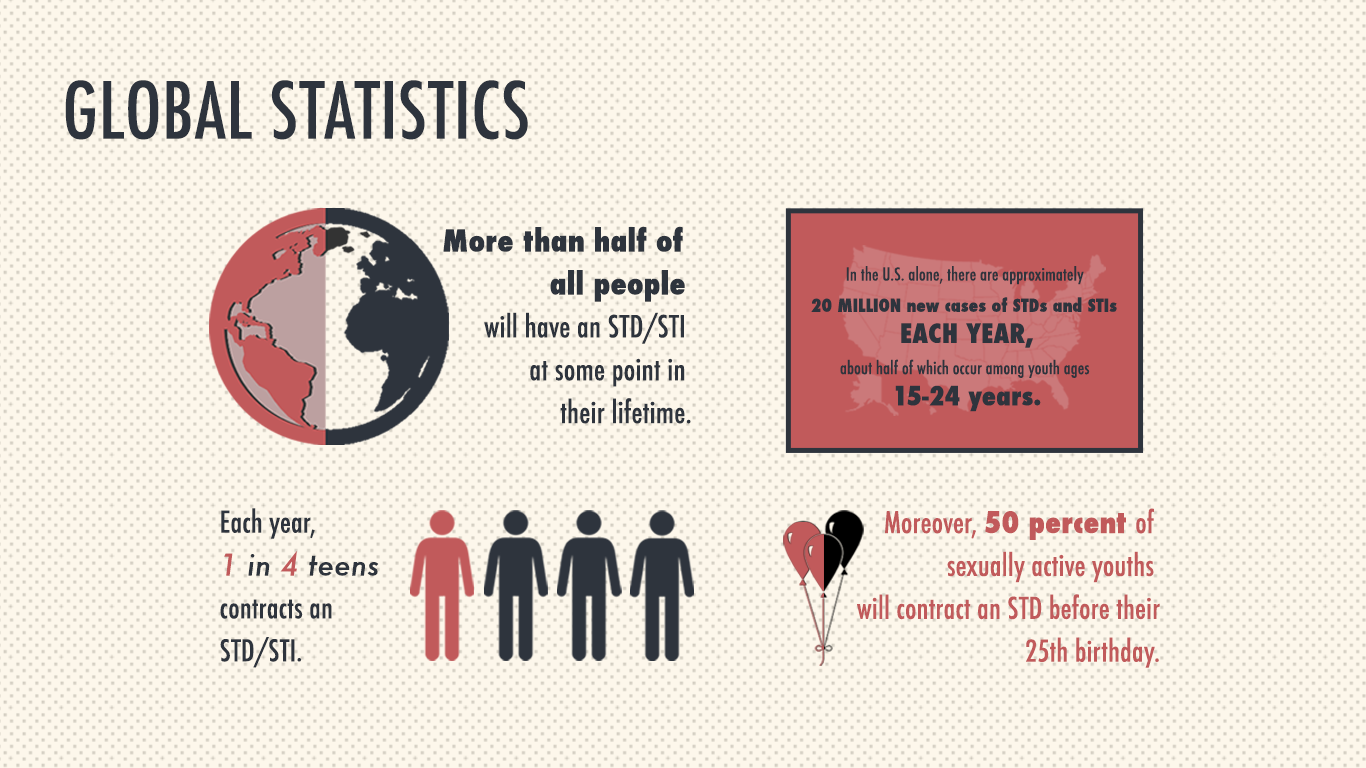 GLOBAL STATISTICS
More than half of
all people
will have an STD/STI
at some point in
their lifetime.
In the U.S. alone, there are approximately
20 MILLION new cases of STDs and STIs
EACH YEAR,
about half of which occur among youth ages
15-24 years.
Each year,
1 in 4 teens
contracts an
STD/STI.
Moreover, 50 percent of
sexually active youths
will contract an STD before their
25th birthday.